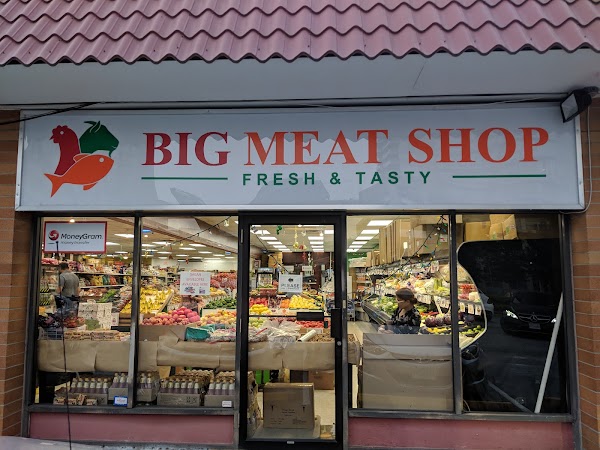 BIG MEAT SHOP
FRESH & TASTY
MoneyGram